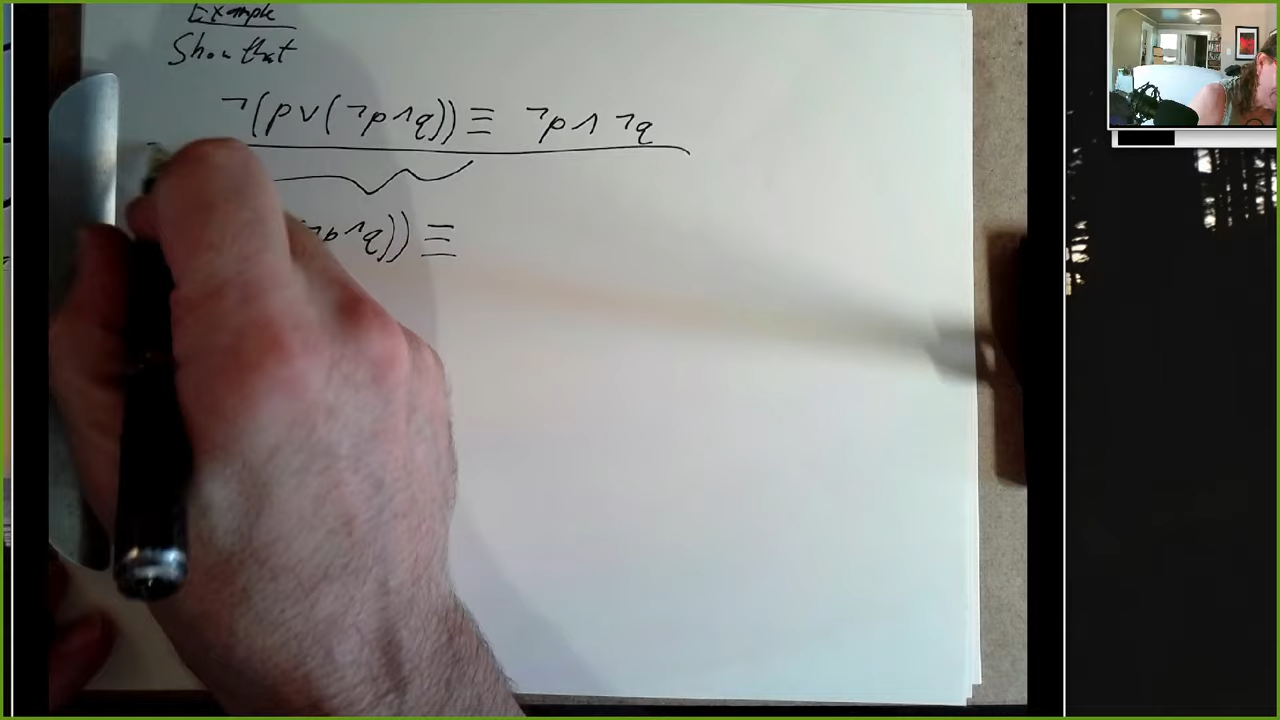 Example
Show that
¬(p∨(¬p∧q)) ≡ ¬p∧¬q
¬p∧q)) ≡